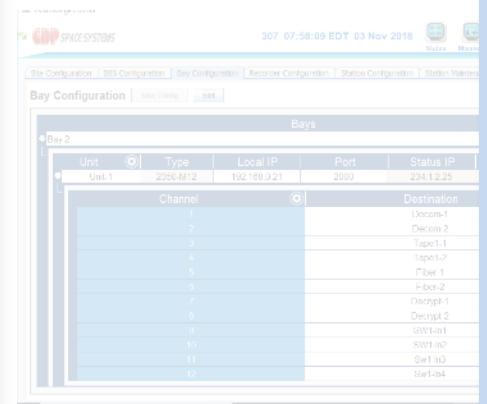 GDP SPACE SYSTEMS
307 07:58:09 EDT 03 Nov 2018
Status
Site Configuration Bay Configuration Recorder Configuration Station Configuration Station
Bay Configuration Edit
Bays
Bay 2
Unit Type Local IP Port Status IP
Unit-1 2350-M12 192.168.0.21 2000 234.1.2.25
Channel Destination
1 Decom-1
2 Decom 2
3 Tape1-1
4 Tape1-2
5 Fiber 1
6 Fiber-2
7 Decrypt-1
8 Decrypt 2
9 SW1-In1
10 SW1-In2
11 Sw1 In3
12 Sw1-In4